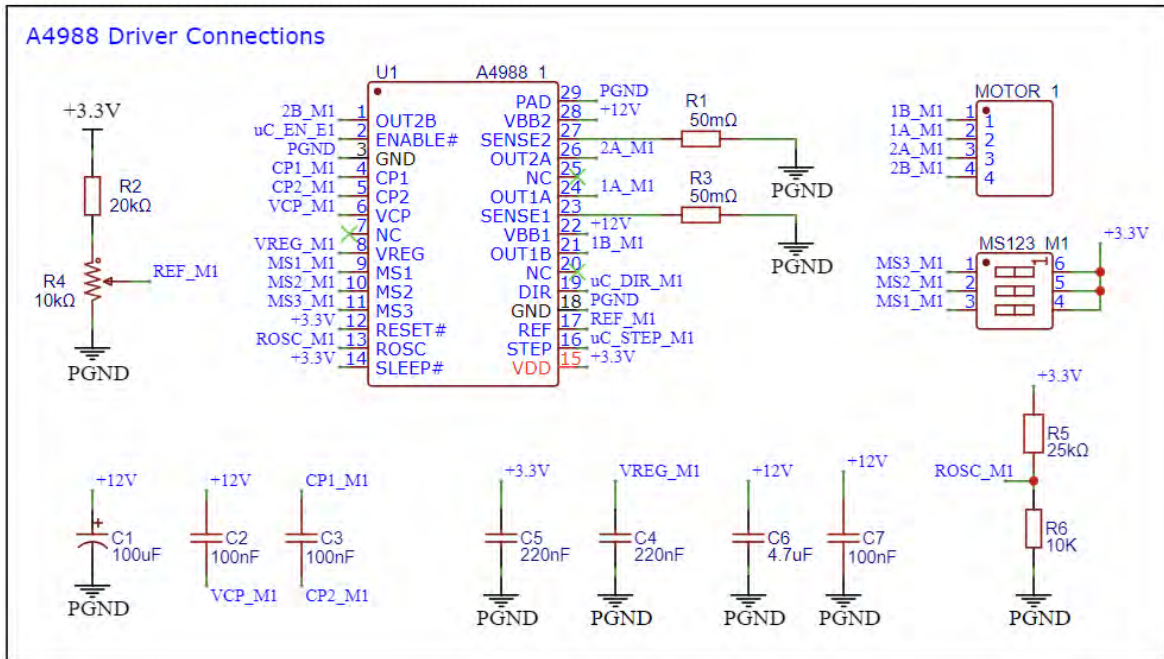 A4988 Driver Connections
+3.3V
R2
20kΩ
R4
10kΩ
REF_M1
PGND
U1
A4988 1
2B_M1 1 OUT2B
uC_EN_E1 2 ENABLE#
PGND 3 GND
CP1_M1 4 CP1
CP2_M1 5 CP2
VCP_M1 6 VCP
7 NC
VREG_M1 8 VREG
MS1_M1 9 MS1
MS2_M1 10 MS2
MS3_M1 11 MS3
+3.3V 12 RESET#
ROSC_M1 13 ROSC
+3.3V 14 SLEEP#
PAD 29 PGND
VBB2 28 +12V
SENSE2 27
OUT2A 26 2A_M1
NC 25
OUT1A 24 1A_M1
SENSE1 23
VBB1 22 +12V
OUT1B 21 1B_M1
NC 20
DIR 19 uC_DIR_M1
GND 18 PGND
REF 17 REF_M1
STEP 16 uC_STEP_M1
VDD 15 +3.3V
R1
50mΩ
PGND
R3
50mΩ
PGND
MOTOR 1
1B_M1 1 1
1A_M1 2 2
2A_M1 3 3
2B_M1 4 4
MS123 M1
+3.3V
MS3_M1 1 6
MS2_M1 2 5
MS1_M1 3 4
+3.3V
R5
25kΩ
ROSC_M1
R6
10K
PGND
+12V
+
C1
100uF
PGND
+12V
C2
100nF
VCP_M1
CP1_M1
C3
100nF
CP2_M1
+3.3V
C5
220nF
PGND
VREG_M1
C4
220nF
PGND
+12V
C6
4.7uF
PGND
+12V
C7
100nF
PGND